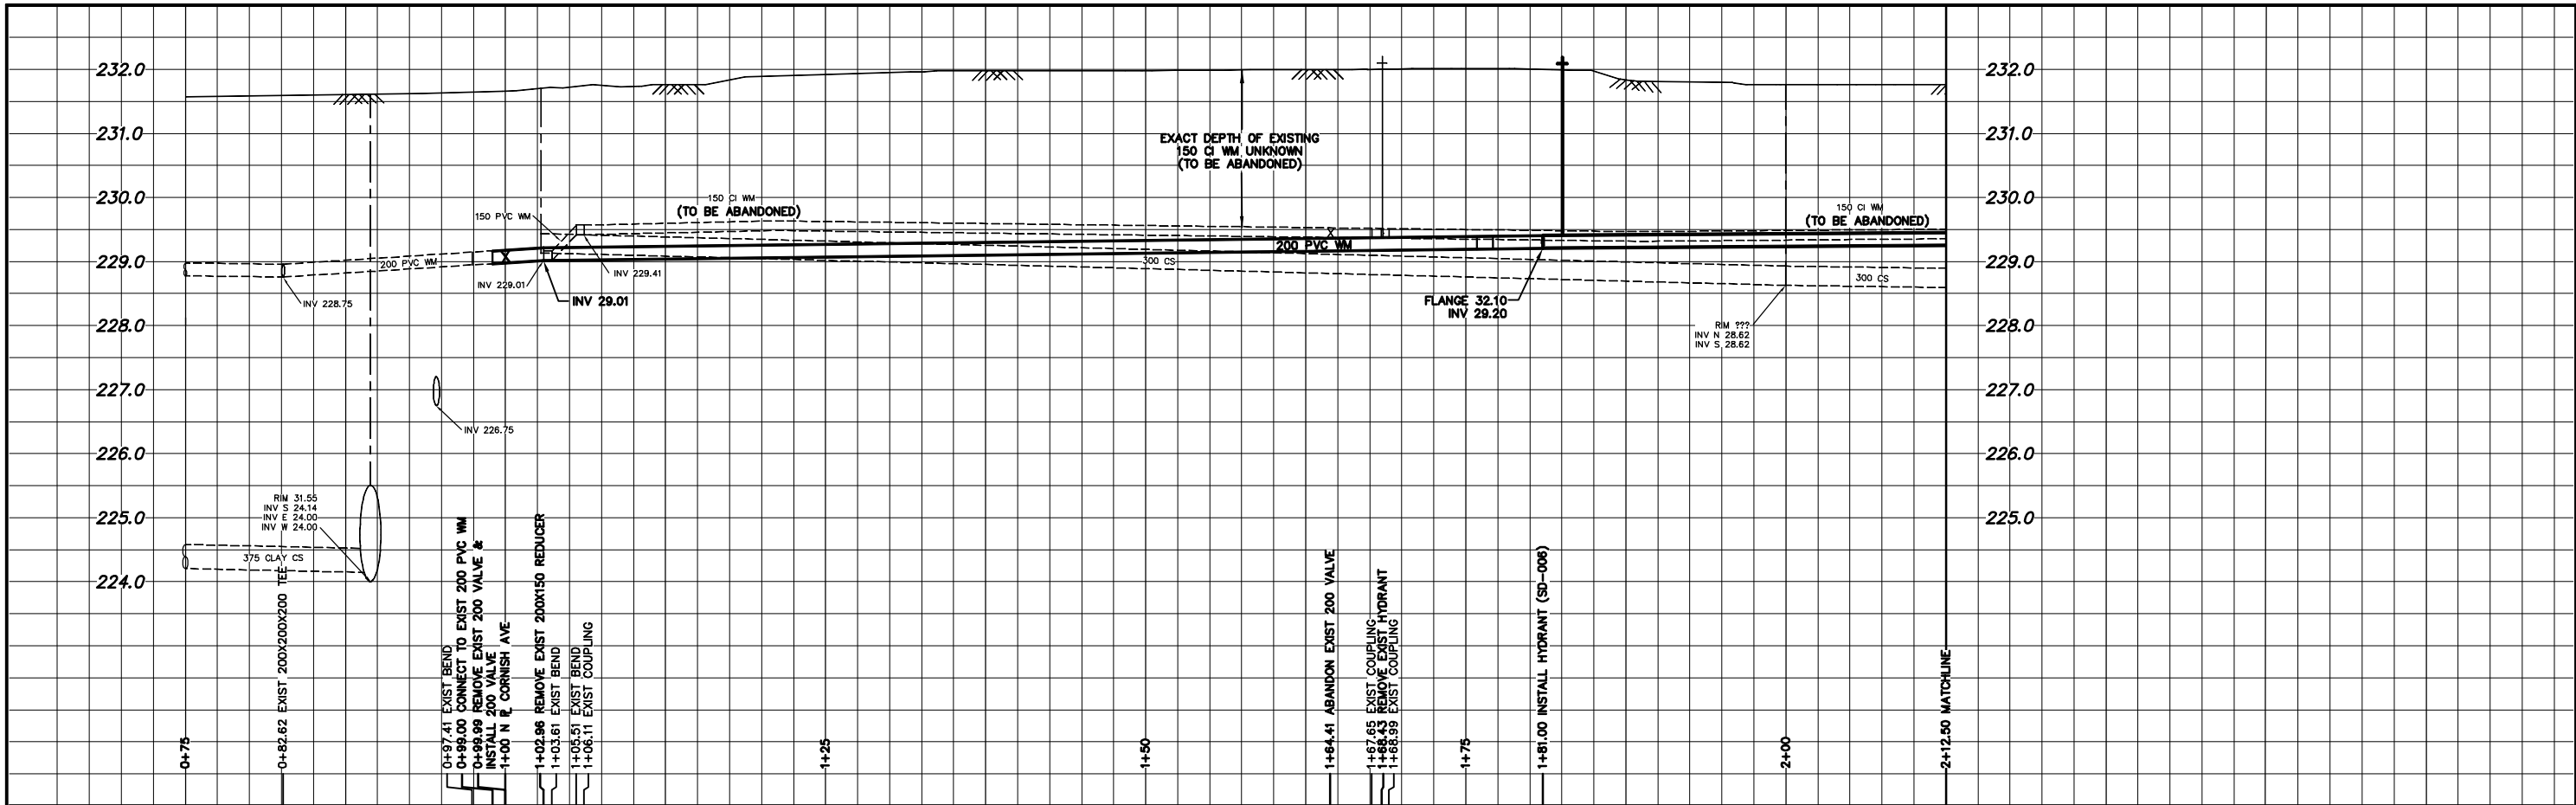 232.0
232.0
231.0
231.0
EXACT DEPTH OF EXISTING
150 CI WM UNKNOWN
(TO BE ABANDONED)
230.0
230.0
150 CI WM
(TO BE ABANDONED)
150 PVC WM
150 CI WM
(TO BE ABANDONED)
229.0
229.0
200 PVC WM
200 PVC WM
300 CS
300 CS
INV 229.41
INV 229.01
INV 29.01
INV 228.75
FLANGE 32.10
INV 29.20
228.0
228.0
RIM ???
INV N 28.62
INV S 28.62
227.0
227.0
INV 226.75
226.0
226.0
225.0
225.0
RIM 31.55
INV S 24.14
INV E 24.00
INV W 24.00
375 CLAY CS
224.0
0+75
0+82.62 EXIST 200X200X200 TEE
0+97.41 EXIST BEND
0+99.00 CONNECT TO EXIST 200 PVC WM
0+99.99 REMOVE EXIST 200 VALVE &
INSTALL 200 VALVE
1+00 N PL CORNISH AVE
1+02.96 REMOVE EXIST 200X150 REDUCER
1+03.61 EXIST BEND
1+05.51 EXIST BEND
1+06.11 EXIST COUPLING
1+25
1+50
1+64.41 ABANDON EXIST 200 VALVE
1+67.65 EXIST COUPLING
1+68.43 REMOVE EXIST HYDRANT
1+68.99 EXIST COUPLING
1+75
1+81.00 INSTALL HYDRANT (SD-006)
2+00
2+12.50 MATCHLINE